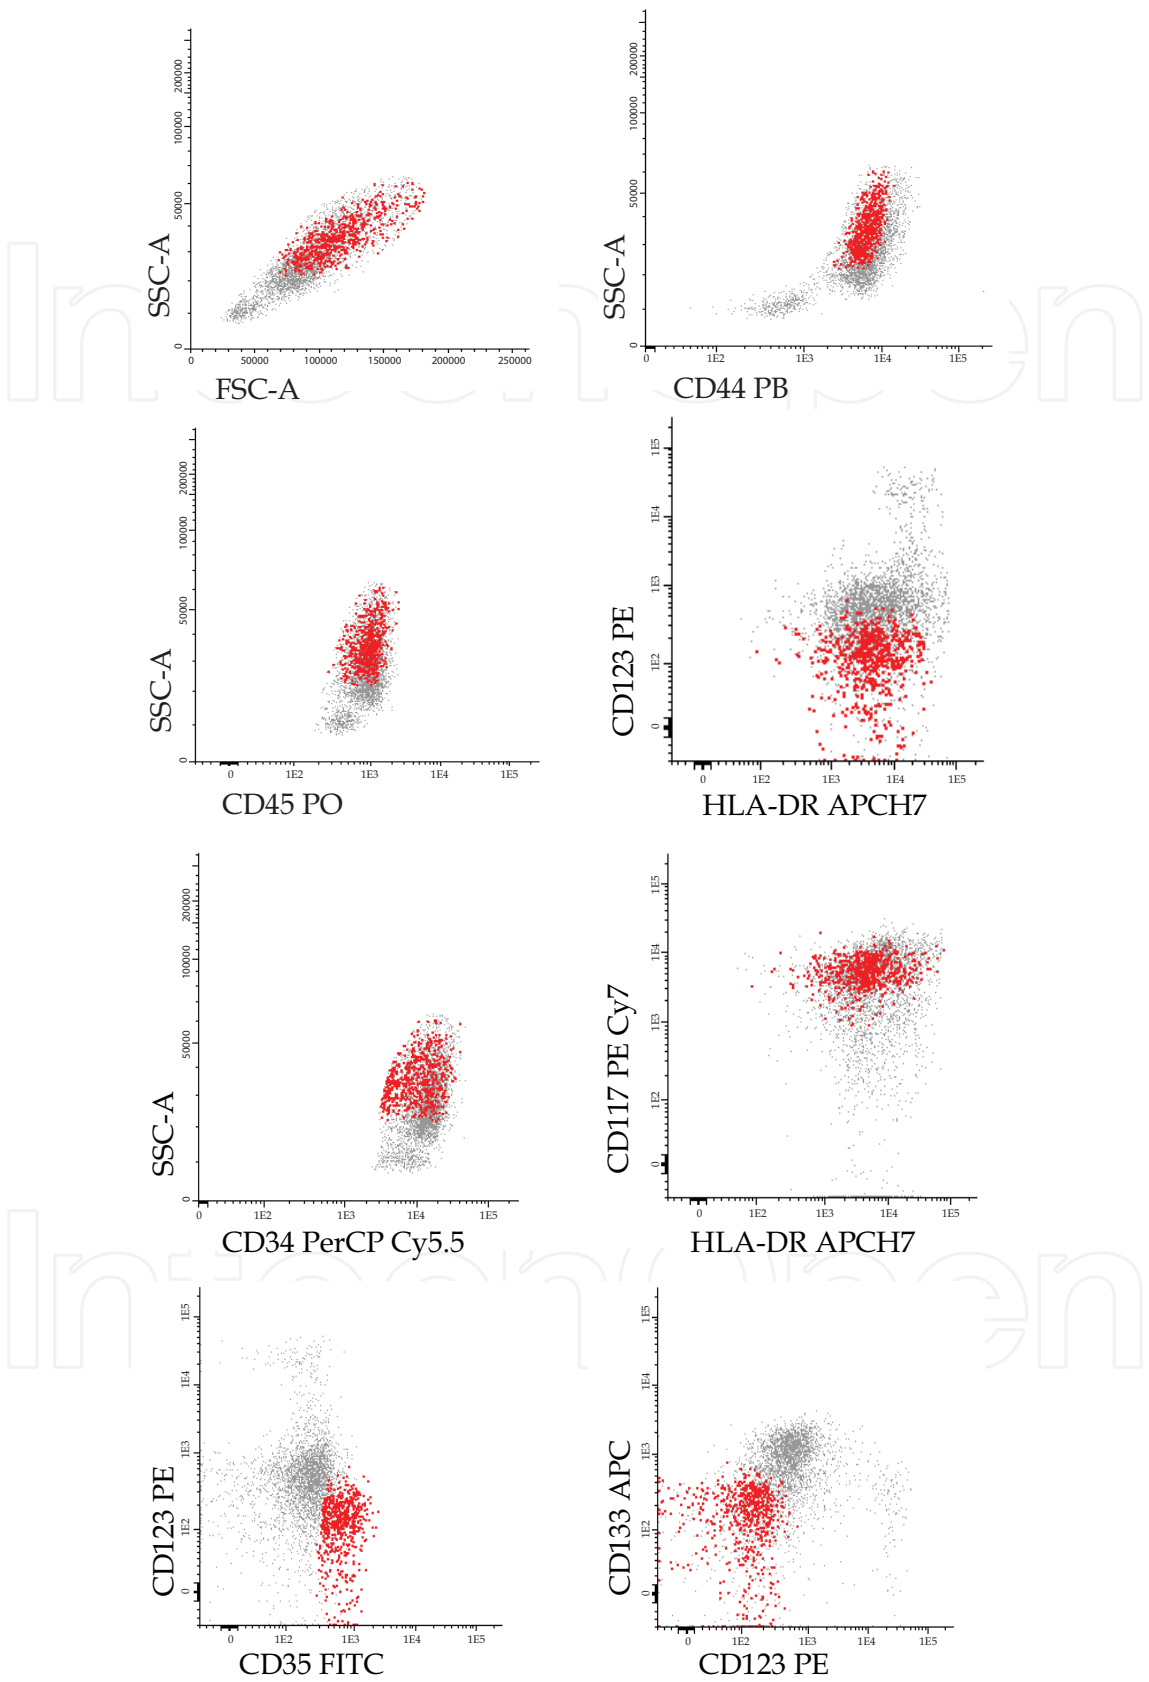 200000
100000
50000
0
SSC-A
0 50000 100000 150000 200000 250000
FSC-A
200000
100000
50000
0
SSC-A
0 1E2 1E3 1E4 1E5
CD44 PB
200000
100000
50000
0
SSC-A
0 1E2 1E3 1E4 1E5
CD45 PO
1E5
1E4
1E3
1E2
0
CD123 PE
0 1E2 1E3 1E4 1E5
HLA-DR APCH7
200000
100000
50000
0
SSC-A
0 1E2 1E3 1E4 1E5
CD34 PerCP Cy5.5
1E5
1E4
1E3
1E2
0
CD117 PE Cy7
0 1E2 1E3 1E4 1E5
HLA-DR APCH7
1E5
1E4
1E3
1E2
0
CD123 PE
0 1E2 1E3 1E4 1E5
CD35 FITC
1E5
1E4
1E3
1E2
0
CD133 APC
0 1E2 1E3 1E4 1E5
CD123 PE